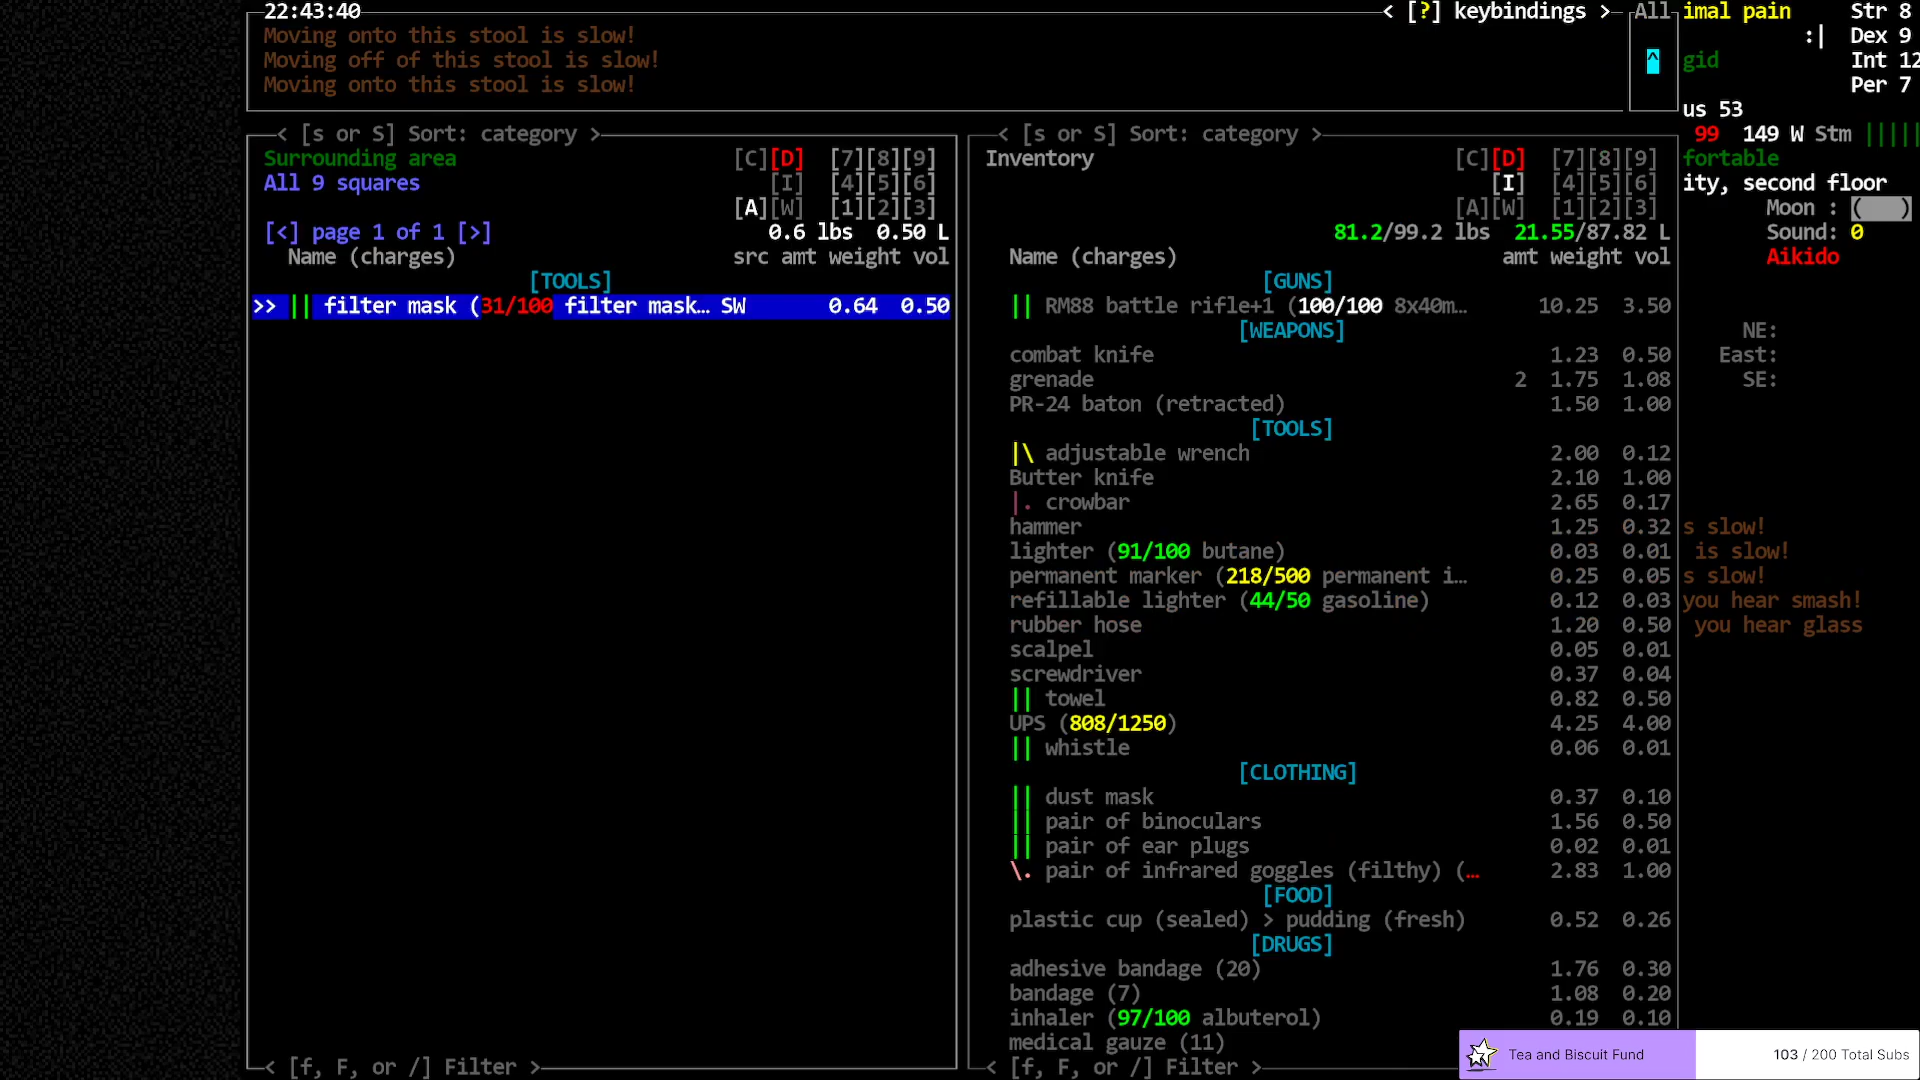 22:43:40
< [?] keybindings >
All
imal pain
Str 8
Moving onto this stool is slow!
:|
Dex 9
Moving off of this stool is slow!
^
gid
Int 12
Moving onto this stool is slow!
Per 7
us 53
99 149 W Stm |||||
< [s or S] Sort: category >
Surrounding area
[C][D] [7][8][9]
All 9 squares
[I] [4][5][6]
[A][W] [1][2][3]
[<] page 1 of 1 [>]
0.6 lbs 0.50 L
Name (charges)
src amt weight vol
[TOOLS]
>> || filter mask (31/100 filter mask… SW 0.64 0.50
< [f, F, or /] Filter >
< [s or S] Sort: category >
Inventory
[C][D] [7][8][9]
[I] [4][5][6]
[A][W] [1][2][3]
81.2/99.2 lbs 21.55/87.82 L
Name (charges)
amt weight vol
[GUNS]
|| RM88 battle rifle+1 (100/100 8x40m… 10.25 3.50
[WEAPONS]
combat knife 1.23 0.50
grenade 2 1.75 1.08
PR-24 baton (retracted) 1.50 1.00
[TOOLS]
|\ adjustable wrench 2.00 0.12
Butter knife 2.10 1.00
|. crowbar 2.65 0.17
hammer 1.25 0.32
lighter (91/100 butane) 0.03 0.01
permanent marker (218/500 permanent i… 0.25 0.05
refillable lighter (44/50 gasoline) 0.12 0.03
rubber hose 1.20 0.50
scalpel 0.05 0.01
screwdriver 0.37 0.04
|| towel 0.82 0.50
UPS (808/1250) 4.25 4.00
|| whistle 0.06 0.01
[CLOTHING]
|| dust mask 0.37 0.10
|| pair of binoculars 1.56 0.50
|| pair of ear plugs 0.02 0.01
\. pair of infrared goggles (filthy) (… 2.83 1.00
[FOOD]
plastic cup (sealed) > pudding (fresh) 0.52 0.26
[DRUGS]
adhesive bandage (20) 1.76 0.30
bandage (7) 1.08 0.20
inhaler (97/100 albuterol) 0.19 0.10
medical gauze (11)
< [f, F, or /] Filter >
fortable
ity, second floor
Moon : ( )
Sound: 0
Aikido
NE:
East:
SE:
s slow!
is slow!
s slow!
you hear smash!
you hear glass
Tea and Biscuit Fund
103 / 200 Total Subs